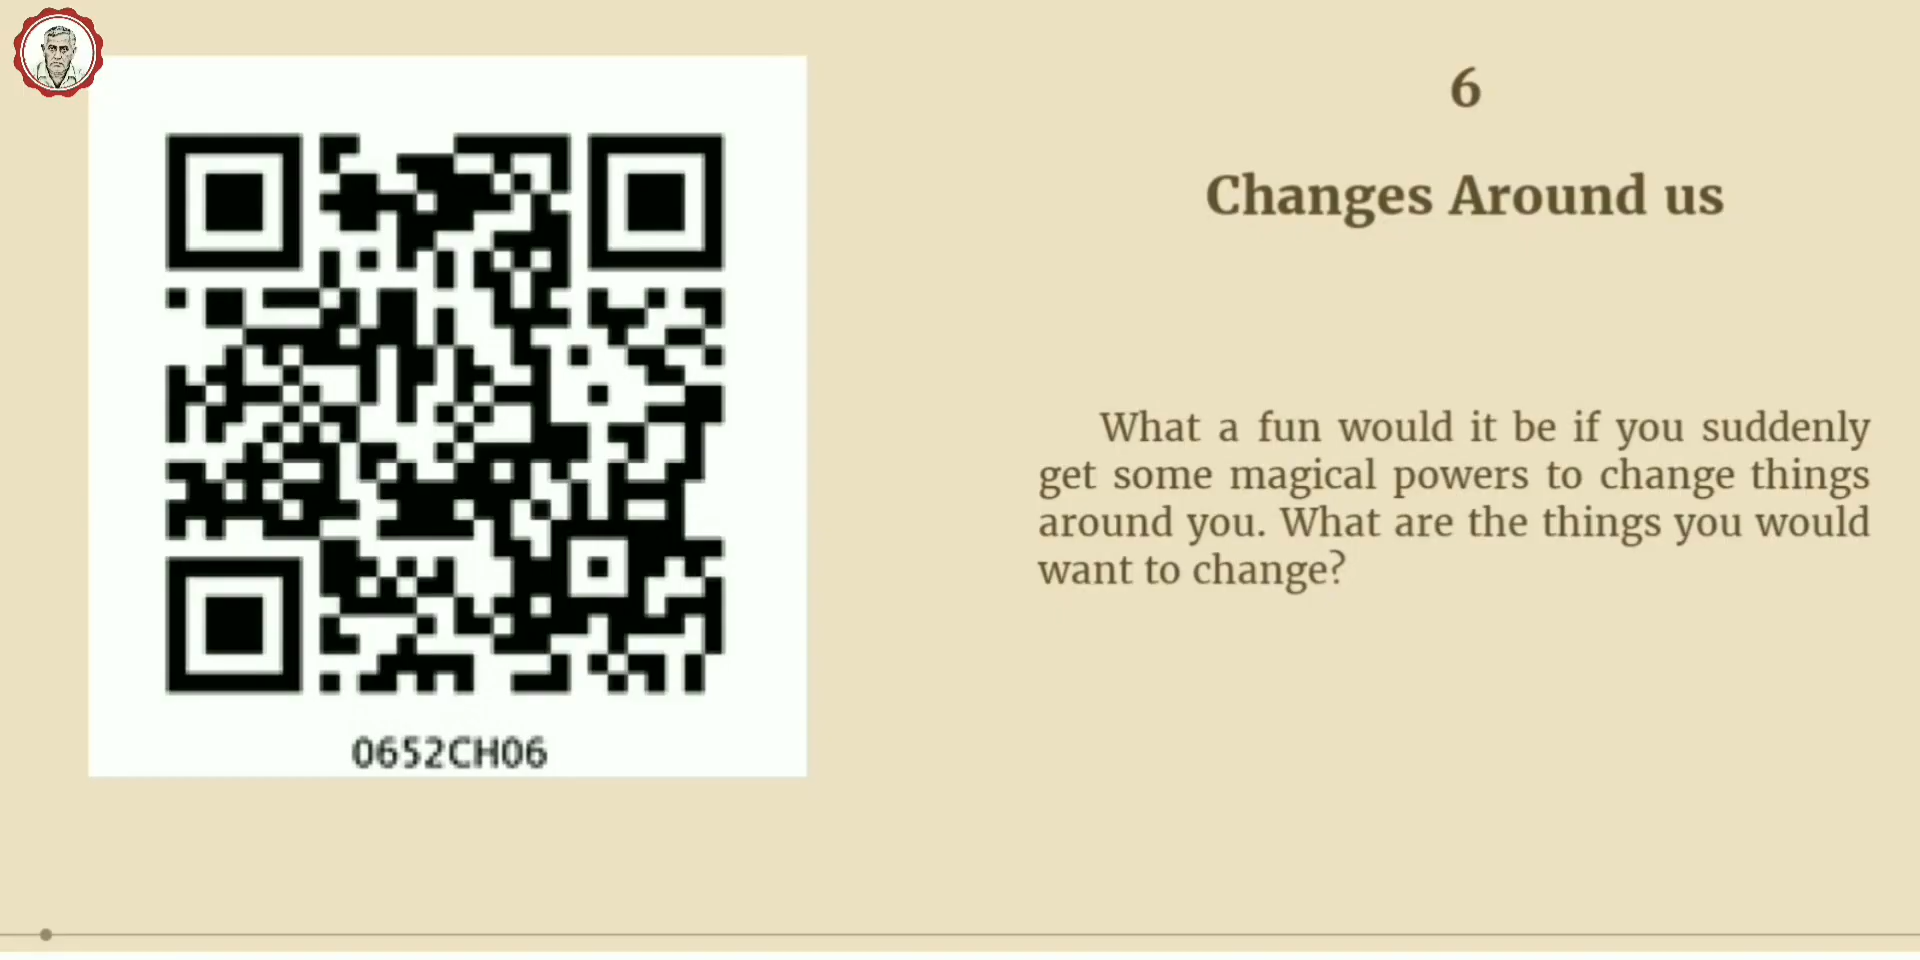 6
Changes Around us
What a fun would it be if you suddenly
get some magical powers to change things
around you. What are the things you would
want to change?
0652CH06